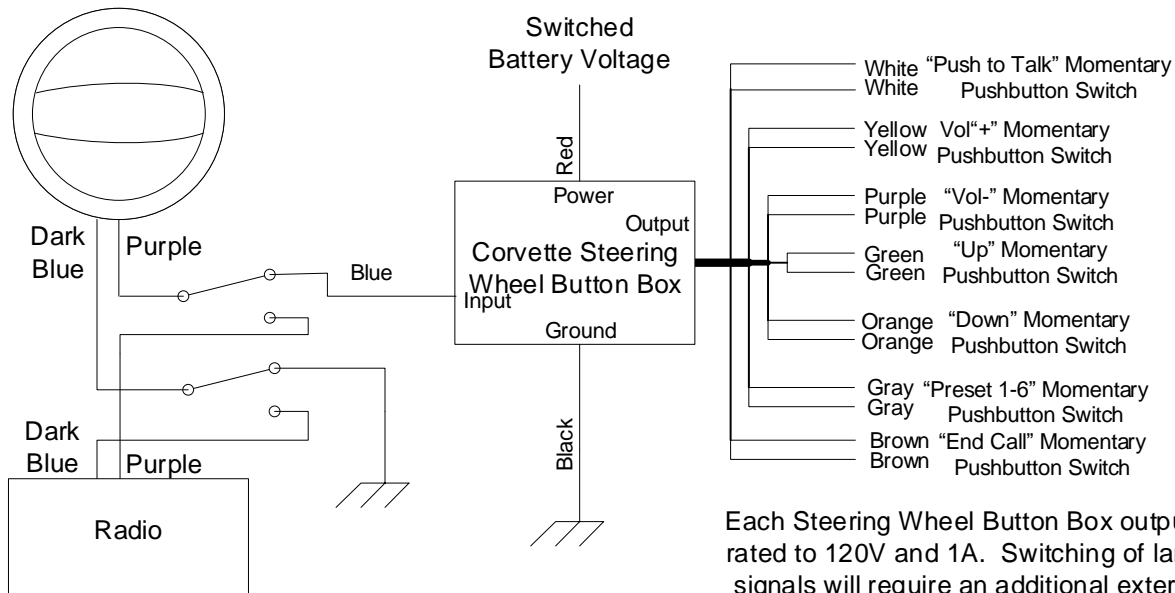 Switched
Battery Voltage
Red
Power
Output
Corvette Steering
Wheel Button Box
Input
Ground
Black
Dark
Blue
Purple
Blue
Dark
Blue
Purple
Radio
White “Push to Talk” Momentary
White Pushbutton Switch
Yellow Vol“+” Momentary
Yellow Pushbutton Switch
Purple “Vol-” Momentary
Purple Pushbutton Switch
Green “Up” Momentary
Green Pushbutton Switch
Orange “Down” Momentary
Orange Pushbutton Switch
Gray “Preset 1-6” Momentary
Gray Pushbutton Switch
Brown “End Call” Momentary
Brown Pushbutton Switch
Each Steering Wheel Button Box
rated to 120V and 1A. Switching of
signals will require an additional